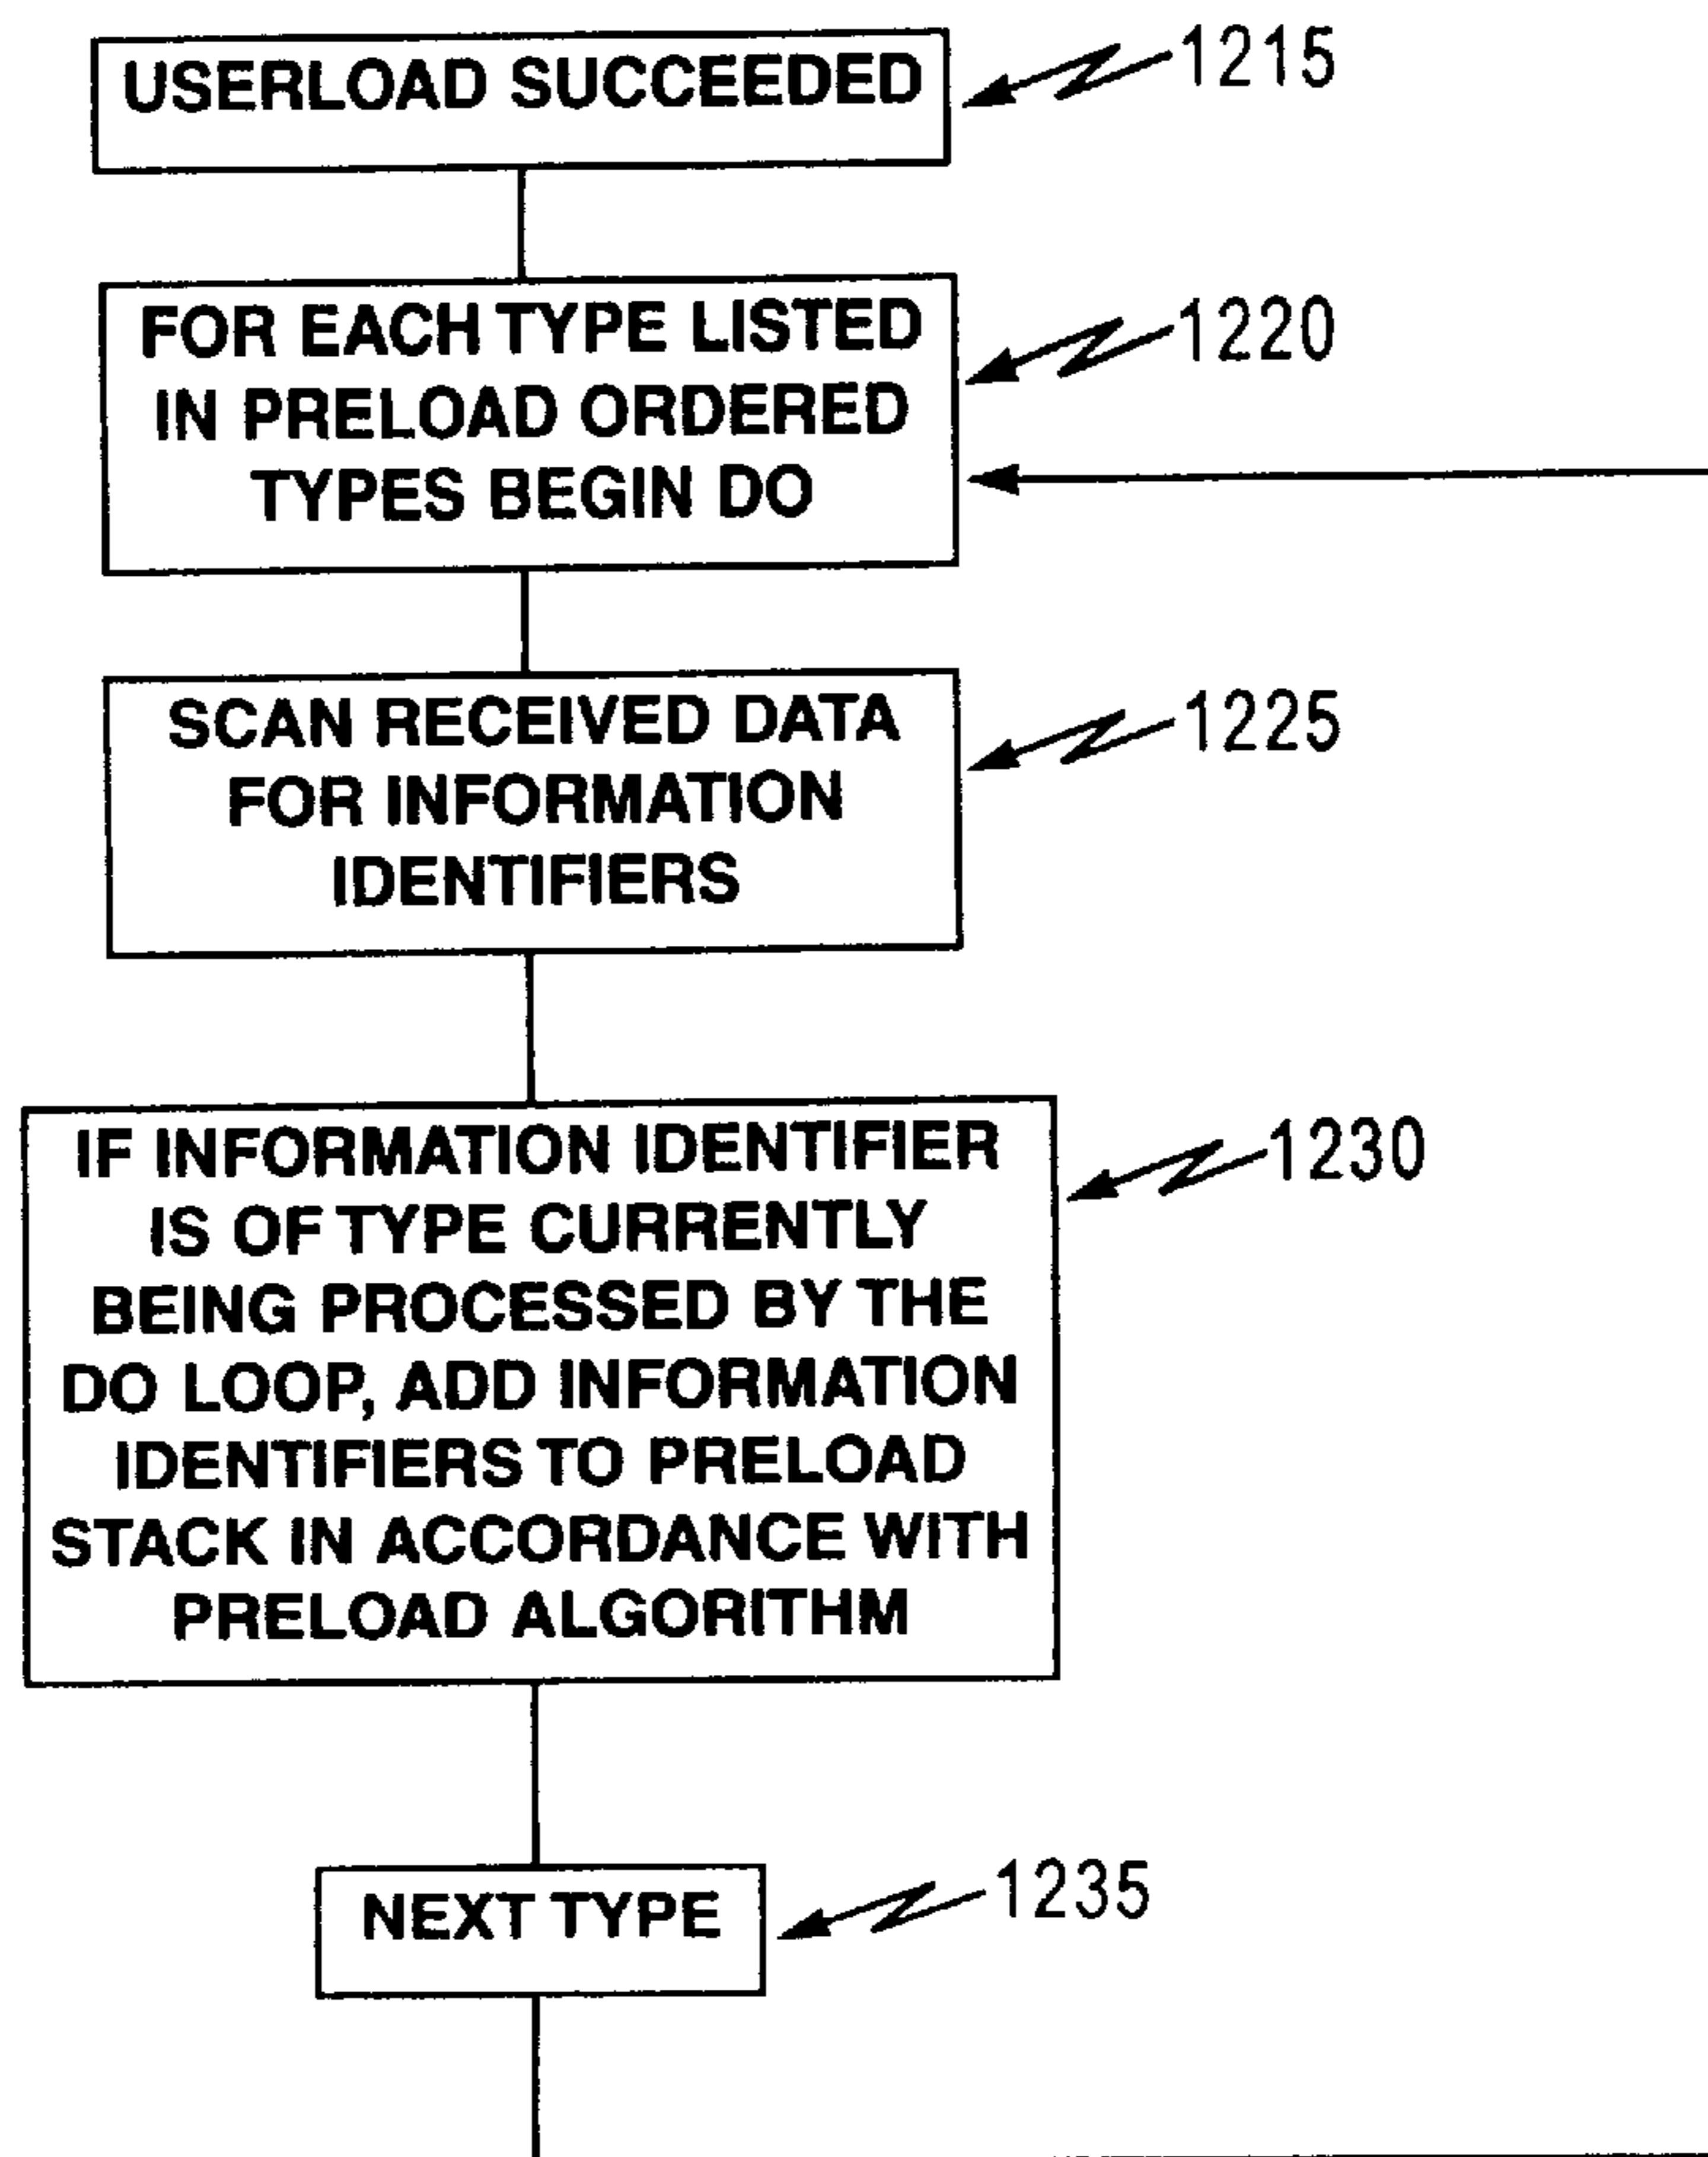 USERLOAD SUCCEEDED
1215
FOR EACH TYPE LISTED
IN PRELOAD ORDERED
TYPES BEGIN DO
1220
SCAN RECEIVED DATA
FOR INFORMATION
IDENTIFIERS
1225
IF INFORMATION IDENTIFIER
IS OF TYPE CURRENTLY
BEING PROCESSED BY THE
DO LOOP, ADD INFORMATION
IDENTIFIERS TO PRELOAD
STACK IN ACCORDANCE WITH
PRELOAD ALGORITHM
1230
NEXT TYPE
1235